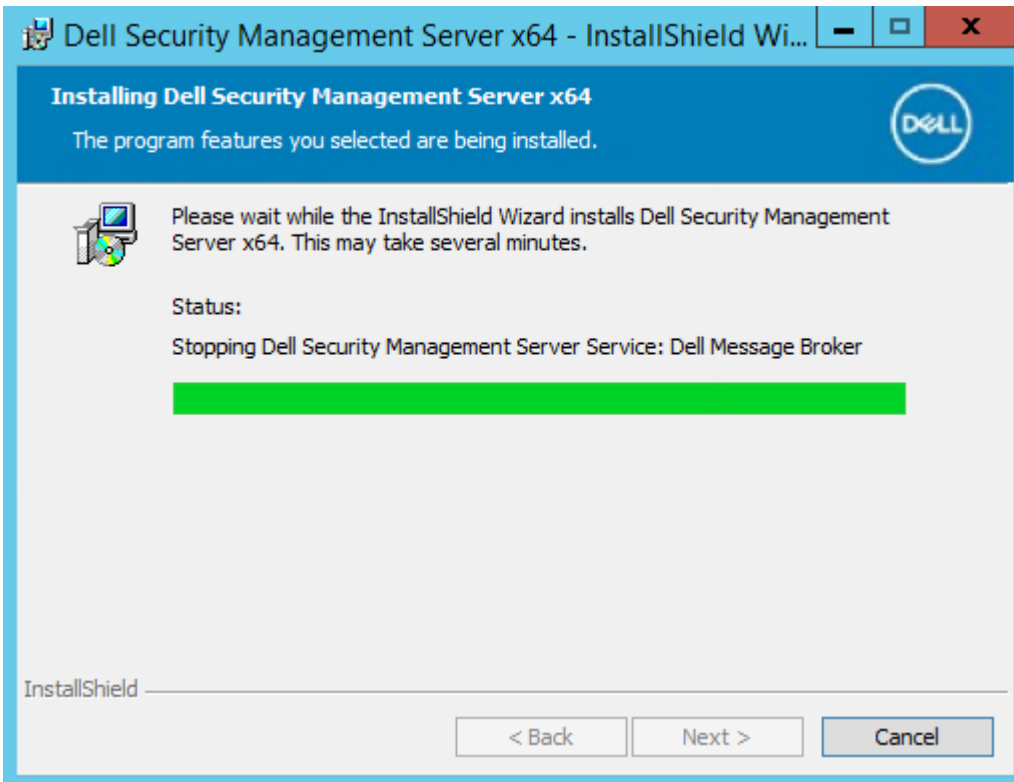 Dell Security Management Server x64 - InstallShield Wi...
Installing Dell Security Management Server x64
The program features you selected are being installed.
DELL
Please wait while the InstallShield Wizard installs Dell Security Management
Server x64. This may take several minutes.
Status:
Stopping Dell Security Management Server Service: Dell Message Broker
InstallShield
< Back
Next >
Cancel